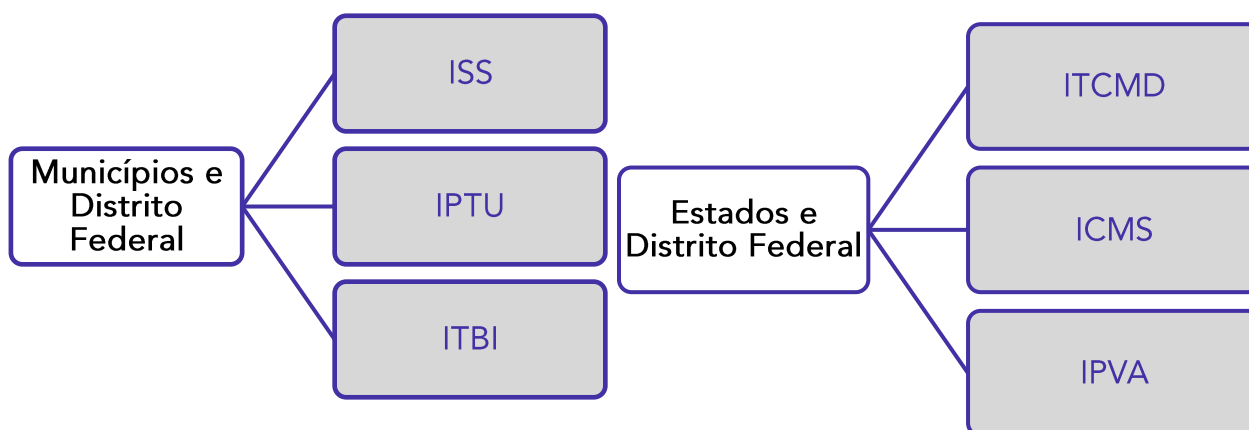 Municípios e
Distrito
Federal
ISS
IPTU
ITBI
Estados e
Distrito Federal
ITCMD
ICMS
IPVA